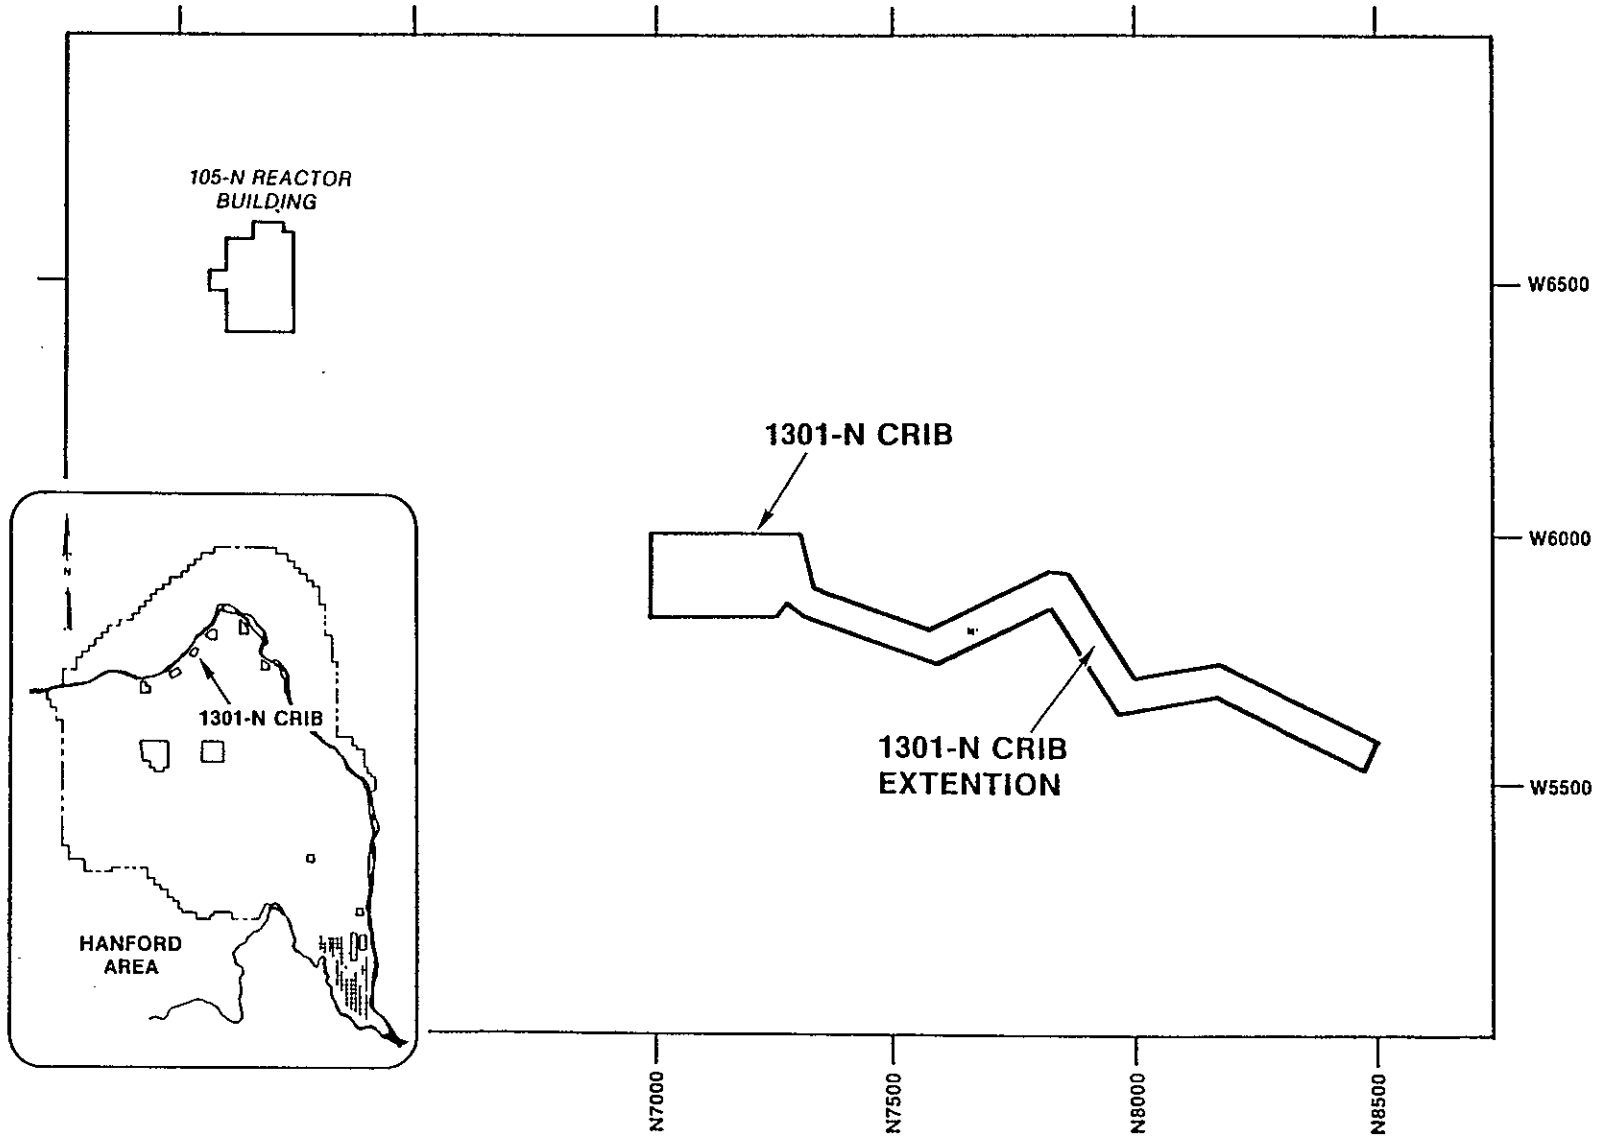 105-N REACTOR
BUILDING
W6500
1301-N CRIB
W6000
N
1301-N CRIB
1301-N CRIB
EXTENTION
W5500
HANFORD
AREA
N7000
N7500
N8000
N8500